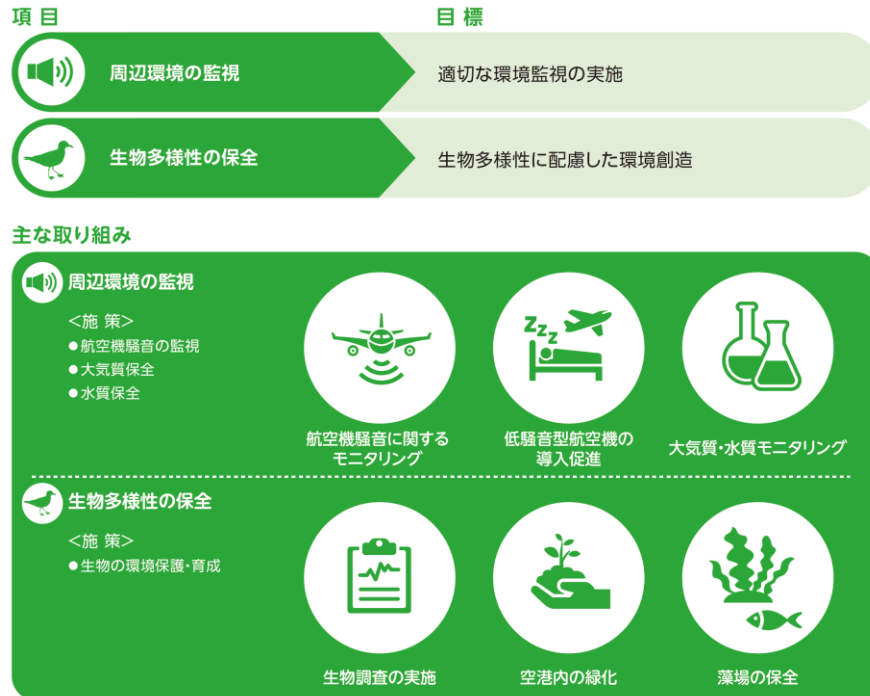 項目
目標
周辺環境の監視
適切な環境監視の実施
生物多様性の保全
生物多様性に配慮した環境創造
主な取り組み
周辺環境の監視
<施 策>
●航空機騒音の監視
●大気質保全
●水質保全
zzz
航空機騒音に関する
モニタリング
低騒音型航空機の
導入促進
大気質・水質モニタリング
生物多様性の保全
<施 策>
●生物の環境保護・育成
生物調査の実施
空港内の緑化
藻場の保全